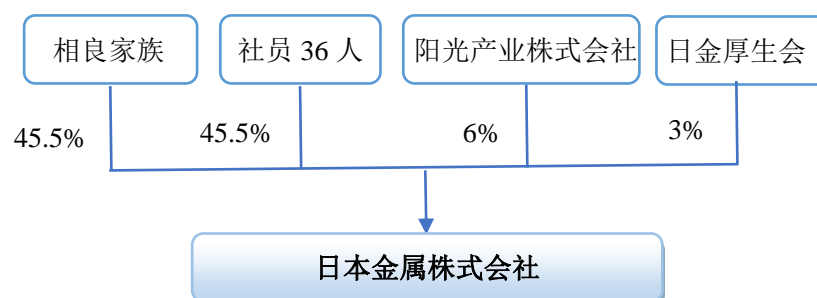 相良家族
社员 36 人
阳光产业株式会社
日金厚生会
45.5%
45.5%
6%
3%
日本金属株式会社